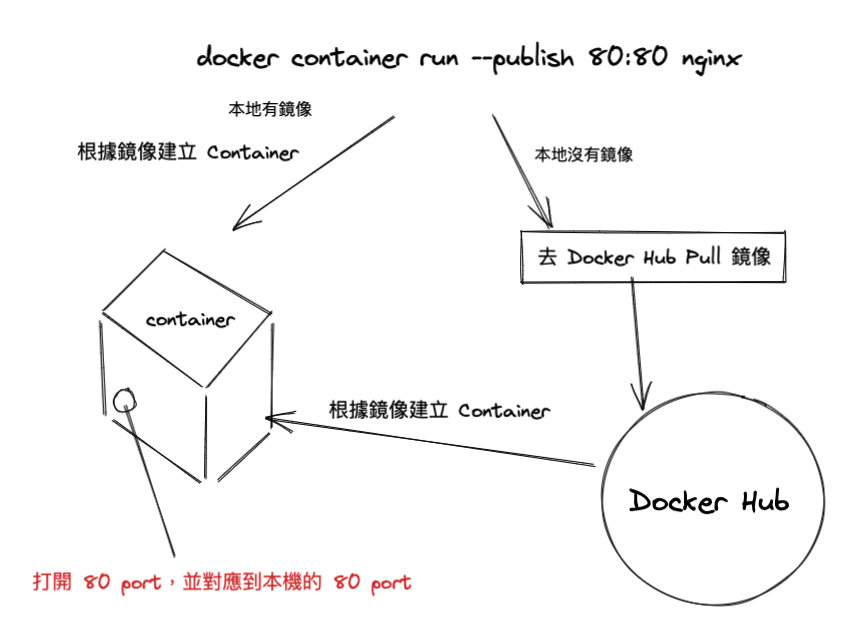 docker container run --publish 80:80 nginx
本地有鏡像
根據鏡像建立 Container
本地沒有鏡像
去 Docker Hub Pull 鏡像
container
根據鏡像建立 Container
Docker Hub
打開 80 port，並對應到本機的 80 port